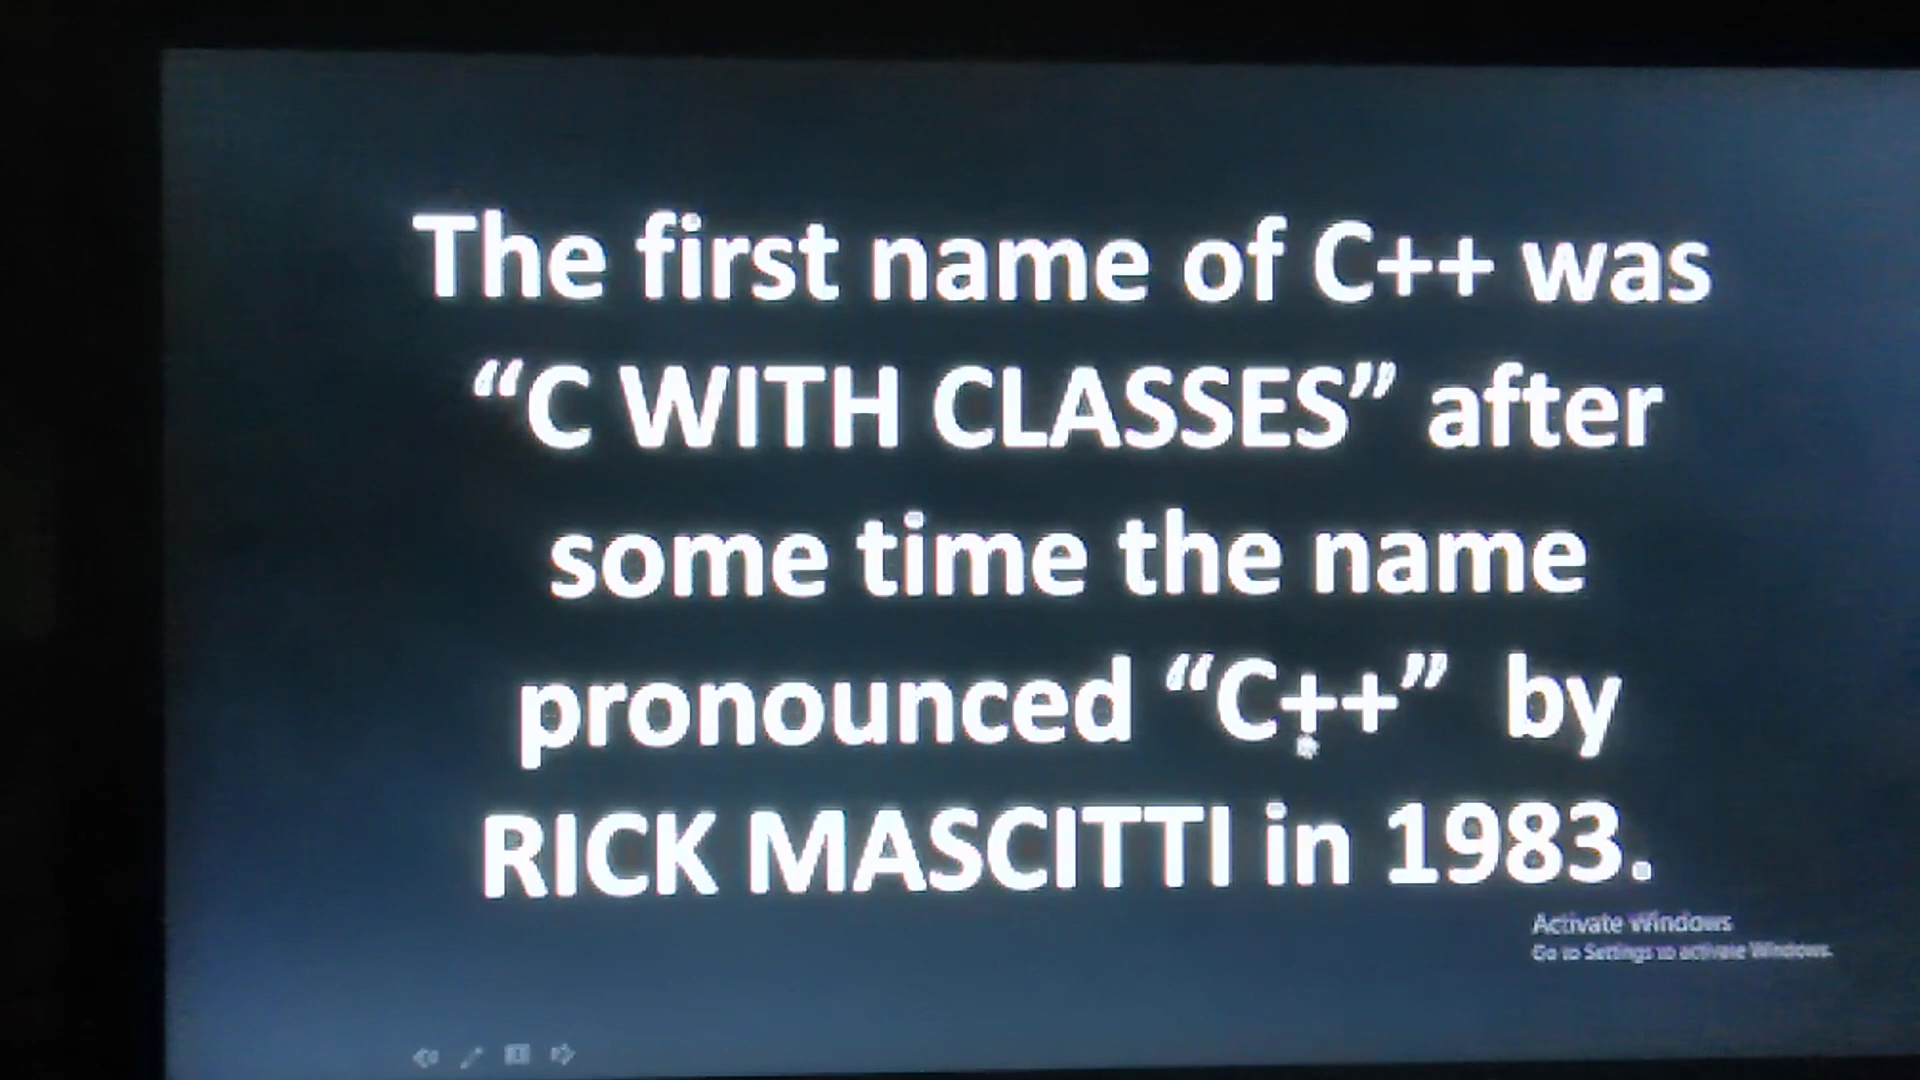 The first name of C++ was
“C WITH CLASSES” after
some time the name
pronounced “C++” by
RICK MASCITTI in 1983.
Activate Windows
Go to Settings to activate Windows.